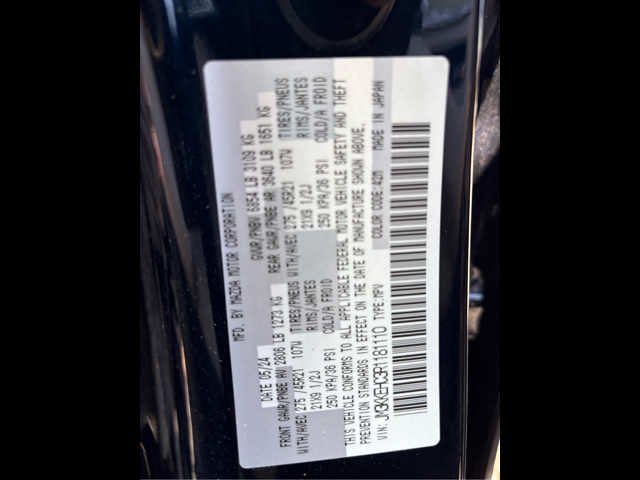 MFD. BY MAZDA MOTOR CORPORATION
DATE 05/24 GVWR/PNBV 6854 LB 3109 KG
FRONT GAWR/PNBE AV 2806 LB 1273 KG REAR GAWR/PNBE AR 3640 LB 1651 KG
WITH/AVEC 275 /45R21 107V TIRES/PNEUS WITH/AVEC 275 /45R21 107V TIRES/PNEUS
21X9 1/2J RIMS/JANTES 21X9 1/2J RIMS/JANTES
250 KPA/36 PSI COLD/A FROID 250 KPA/36 PSI COLD/A FROID
THIS VEHICLE CONFORMS TO ALL APPLICABLE FEDERAL MOTOR VEHICLE SAFETY AND THEFT
PREVENTION STANDARDS IN EFFECT ON THE DATE OF MANUFACTURE SHOWN ABOVE.
VIN: JM3KKEHC3R1181110 TYPE:MPV COLOR CODE:42M MADE IN JAPAN